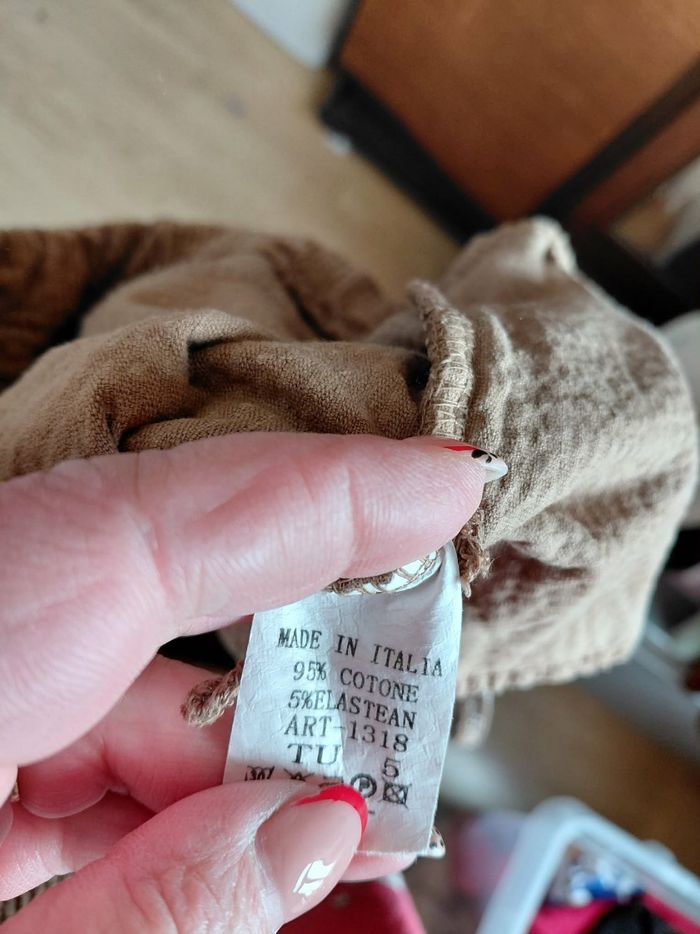 MADE IN ITALIA
95% COTONE
5%ELASTEAN
ART-1318
TU 5